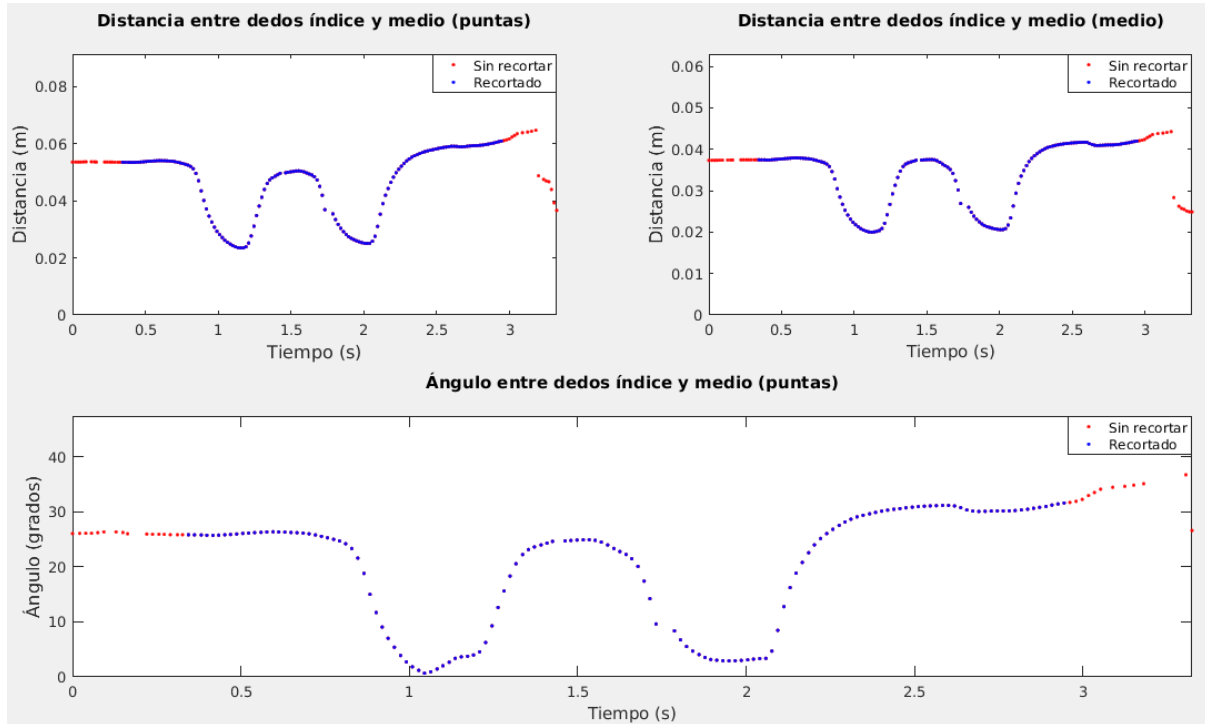 Distancia entre dedos índice y medio (puntas)
Sin recortar
Recortado
0.08
0.06
0.04
0.02
0
Distancia (m)
0 0.5 1 1.5 2 2.5 3
Tiempo (s)
Distancia entre dedos índice y medio (medio)
Sin recortar
Recortado
0.06
0.05
0.04
0.03
0.02
0.01
0
Distancia (m)
0 0.5 1 1.5 2 2.5 3
Tiempo (s)
Ángulo entre dedos índice y medio (puntas)
Sin recortar
Recortado
40
30
20
10
0
Ángulo (grados)
0 0.5 1 1.5 2 2.5 3
Tiempo (s)